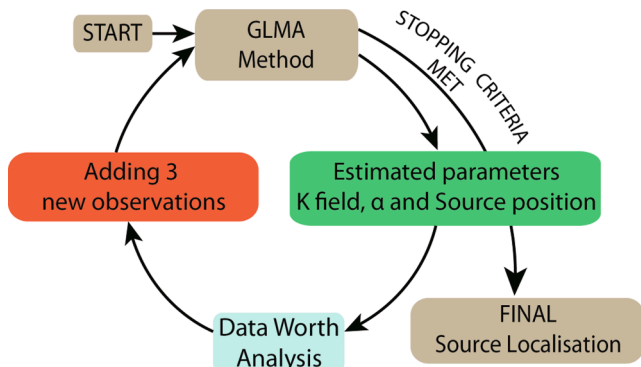 START
GLMA
Method
STOPPING CRITERIA
MET
Adding 3
new observations
Estimated parameters
K field, α and Source position
Data Worth
Analysis
FINAL
Source Localisation